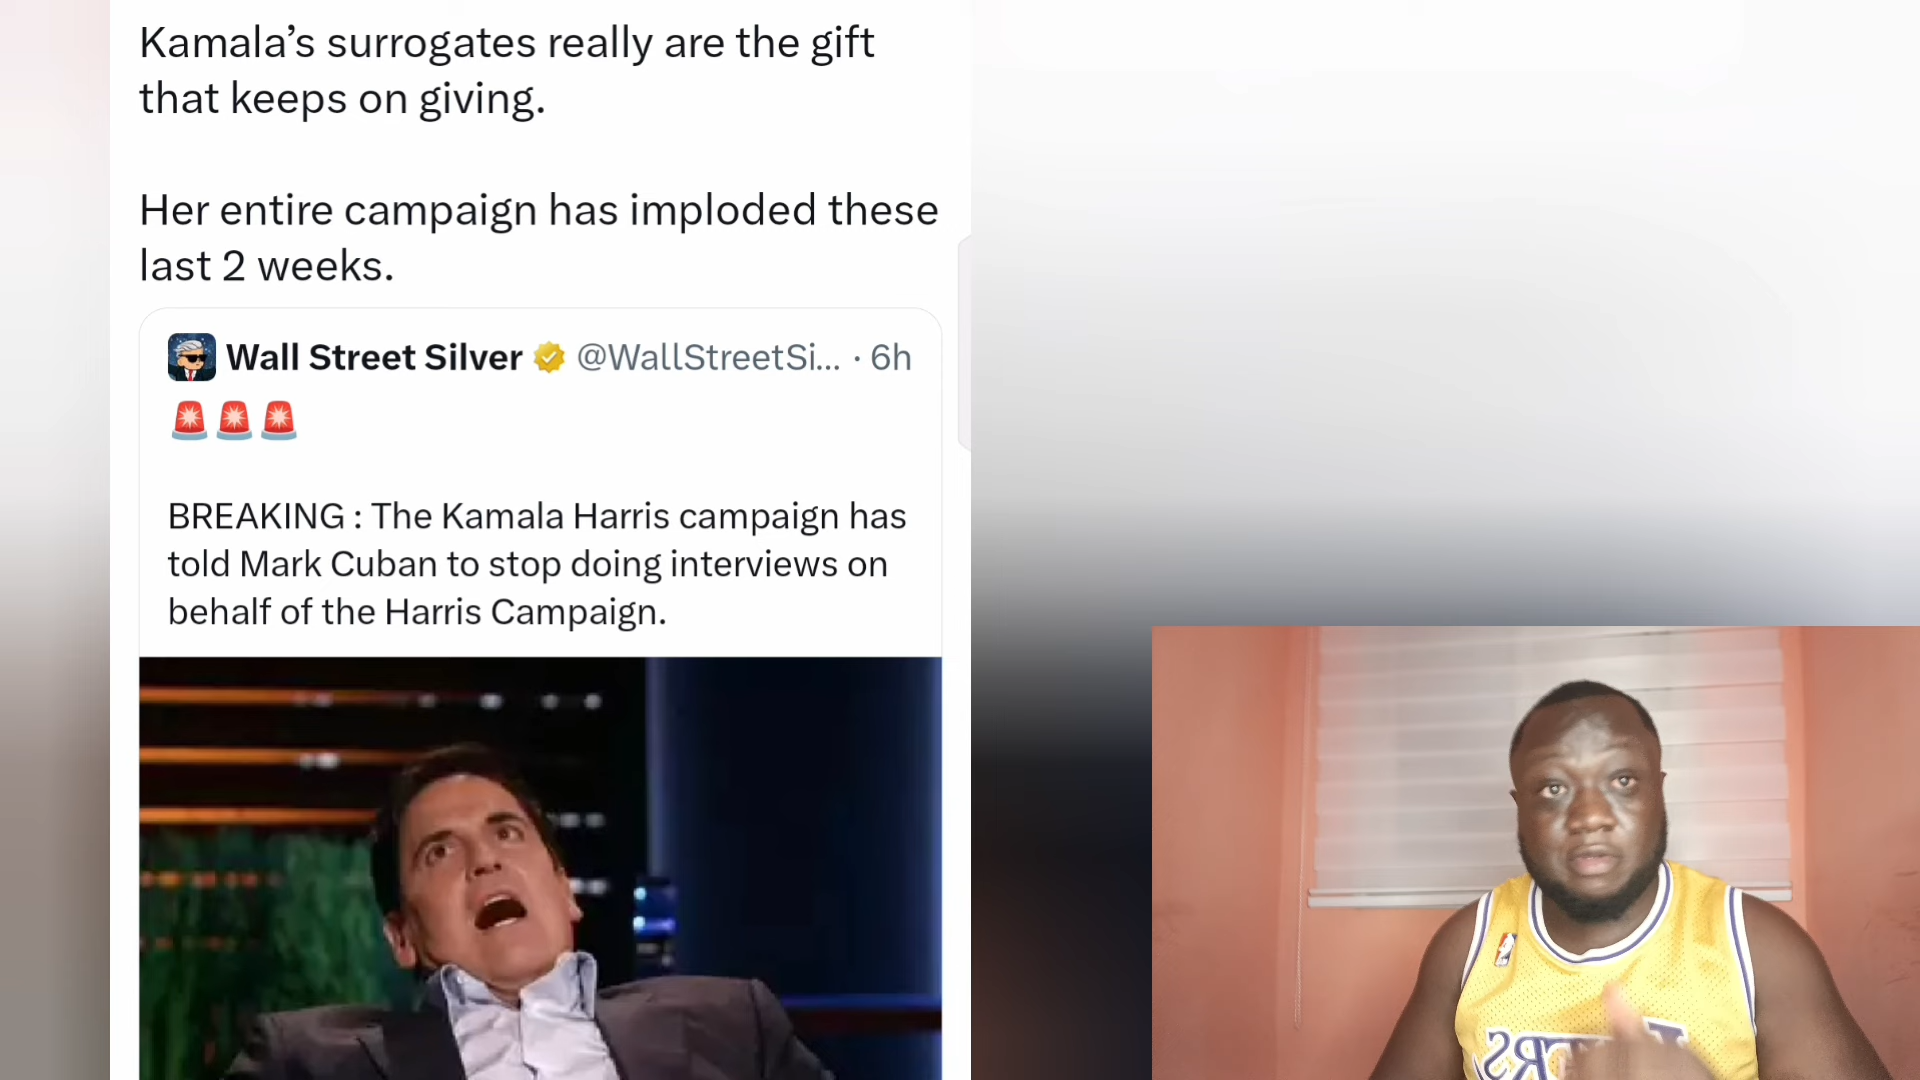 Kamala’s surrogates really are the gift
that keeps on giving.
Her entire campaign has imploded these
last 2 weeks.
Wall Street Silver @WallStreetSi... · 6h
🚨🚨🚨
BREAKING : The Kamala Harris campaign has
told Mark Cuban to stop doing interviews on
behalf of the Harris Campaign.